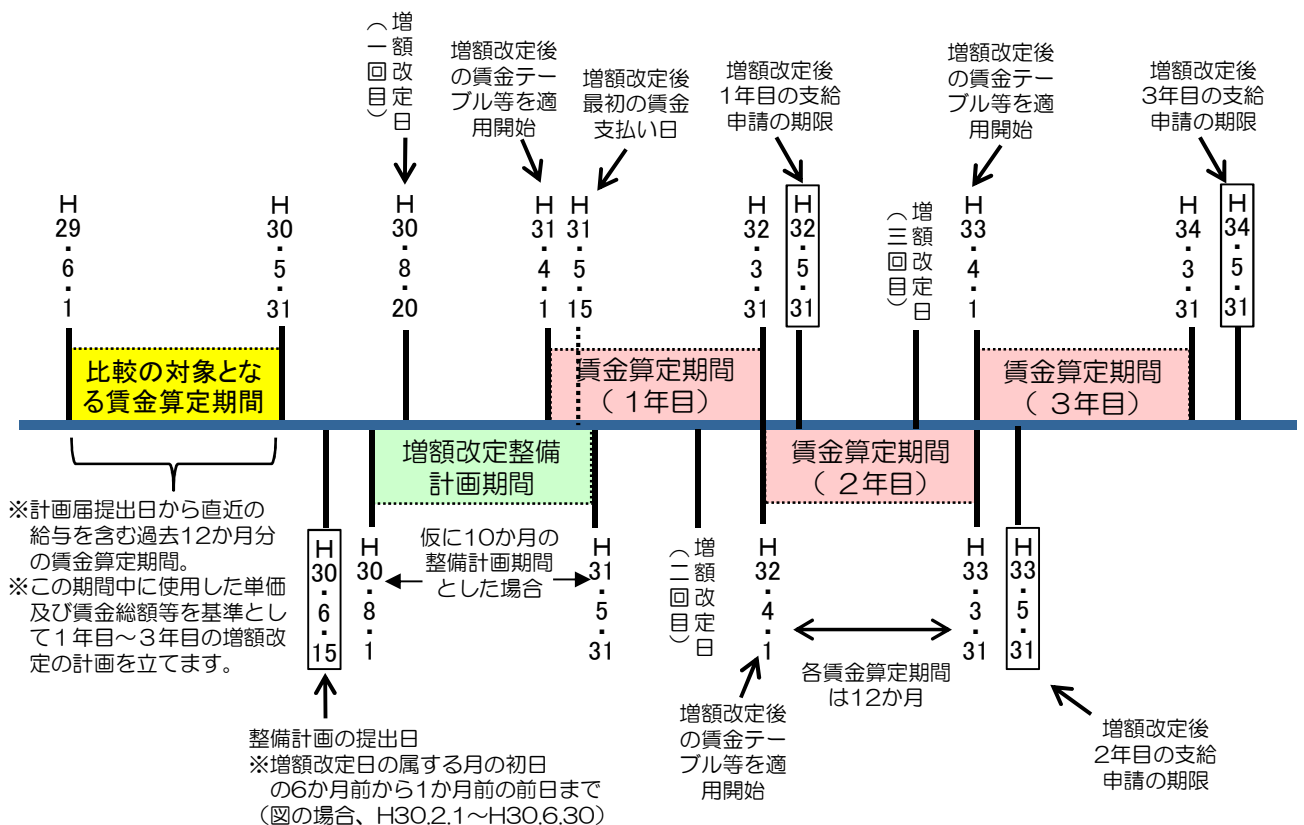 増額改定日
（一回目）
増額改定後
の賃金テー
ブル等を適
用開始
増額改定後
最初の賃金
支払い日
増額改定後
1年目の支給
申請の期限
増額改定後
の賃金テー
ブル等を適
用開始
増額改定後
3年目の支給
申請の期限
H29・6・1
H30・5・31
H30・8・20
H31・4・1
H31・5・15
H32・3・31
H32・5・31
増額改定日
（三回目）
H33・4・1
H34・3・31
H34・5・31
比較の対象とな
る賃金算定期間
賃金算定期間
（1年目）
賃金算定期間
（3年目）
増額改定整備
計画期間
賃金算定期間
（2年目）
※計画届提出日から直近の
給与を含む過去12か月分
の賃金算定期間。
※この期間中に使用した単価
及び賃金総額等を基準とし
て１年目～３年目の増額改
定の計画を立てます。
H30・6・15
H30・8・1
仮に10か月の
整備計画期間
とした場合
H31・5・31
増額改定日
（二回目）
H32・4・1
各賃金算定期間
は12か月
H33・3・31
H33・5・31
整備計画の提出日
※増額改定日の属する月の初日
の6か月前から1か月前の前日まで
（図の場合、H30.2.1～H30.6.30）
増額改定後
の賃金テー
ブル等を適
用開始
増額改定後
2年目の支給
申請の期限